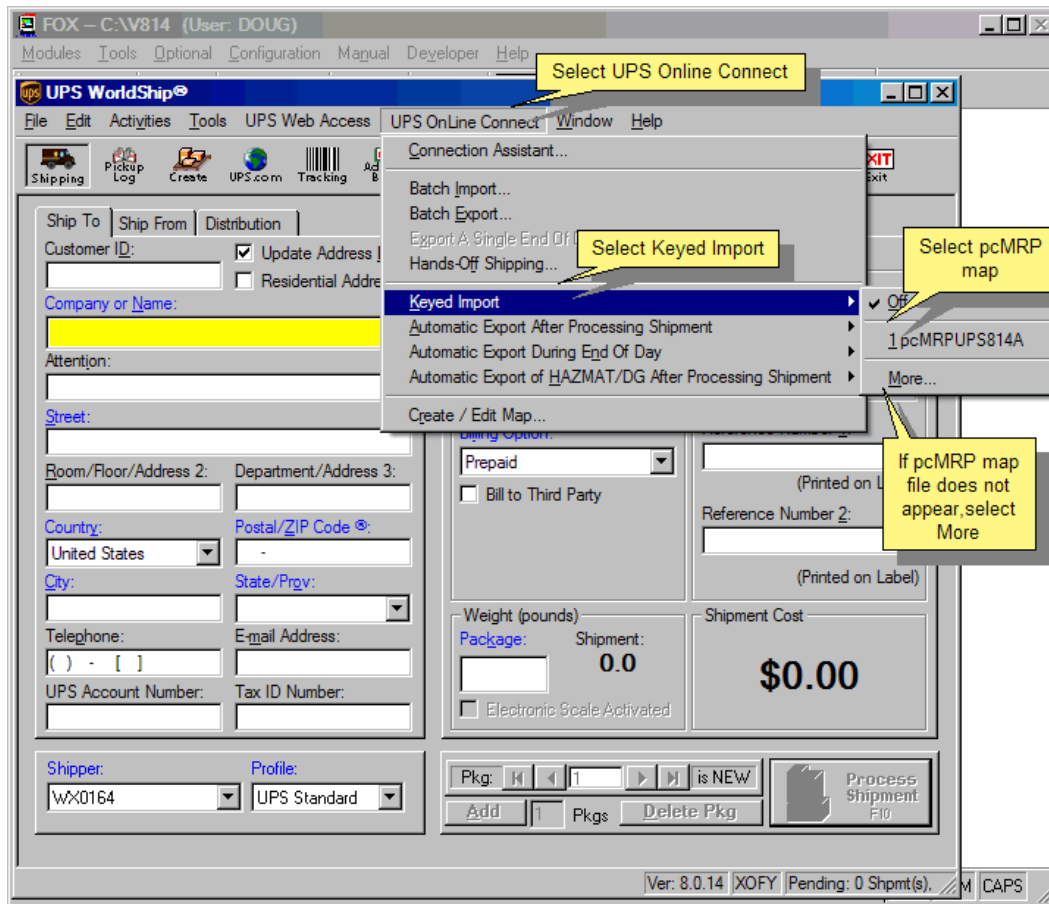 FOX – C:\V814 (User: DOUG)
Modules Tools Optional Configuration Manual Developer Help
Select UPS Online Connect
UPS WorldShip®
File Edit Activities Tools UPS Web Access UPS OnLine Connect Window Help
Shipping
Pickup Log
Create
UPS.com
Tracking
EXIT
Exit
Connection Assistant...
Batch Import...
Batch Export...
Export A Single End Of
Hands-Off Shipping...
Select Keyed Import
Keyed Import
Automatic Export After Processing Shipment
Automatic Export During End Of Day
Automatic Export of HAZMAT/DG After Processing Shipment
Create / Edit Map...
Select pcMRP
map
Off
1 pcMRPUPS814A
More...
If pcMRP map
file does not
appear,select
More
Ship To Ship From Distribution
Customer ID:
Update Address
Residential Addre
Company or Name:
Attention:
Street:
Room/Floor/Address 2: Department/Address 3:
Country: Postal/ZIP Code ®:
United States -
City: State/Prov:
Telephone: E-mail Address:
( ) - [ ]
UPS Account Number: Tax ID Number:
Billing Option:
Prepaid
Bill to Third Party
Reference Number
(Printed on L
Reference Number 2:
(Printed on Label)
Weight (pounds)
Package: Shipment:
0.0
Electronic Scale Activated
Shipment Cost
$0.00
Shipper: Profile:
WX0164 UPS Standard
Pkg: 1 is NEW
Add 1 Pkgs Delete Pkg
Process
Shipment
F10
Ver: 8.0.14 XOFY Pending: 0 Shpmt(s).
M CAPS